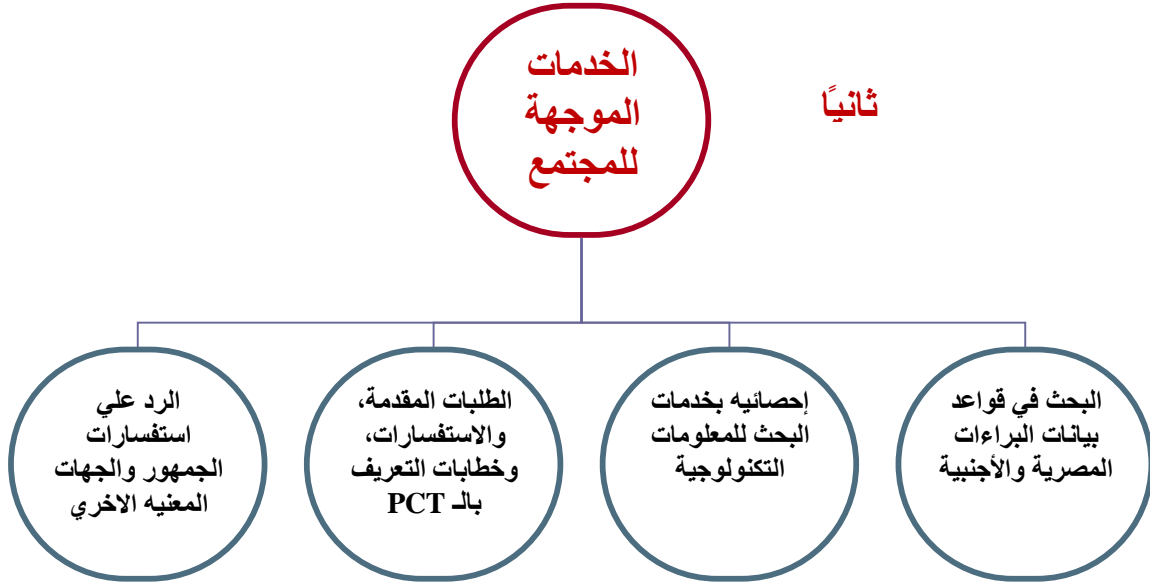 ثانيًا
الخدمات
الموجهة
للمجتمع
البحث في قواعد
بيانات البراءات
المصرية والأجنبية
إحصائيه بخدمات
البحث للمعلومات
التكنولوجية
الطلبات المقدمة،
والاستفسارات،
وخطابات التعريف
بالـ PCT
الرد علي
استفسارات
الجمهور والجهات
المعنيه الاخري